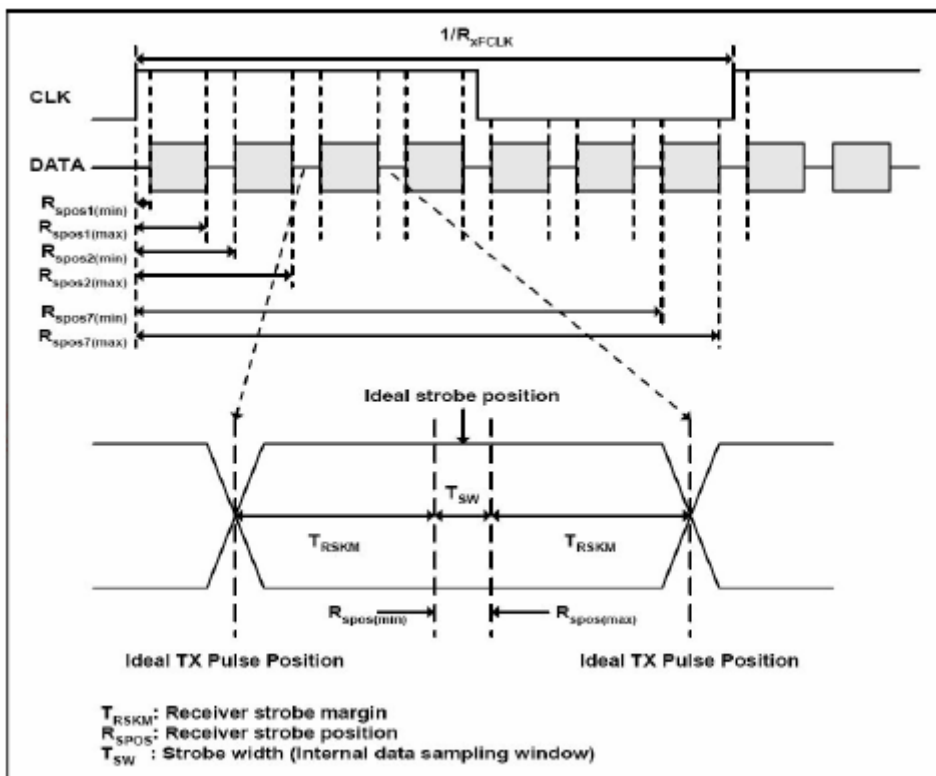 1/RxFCLK
CLK
DATA
Rspos1(min)
Rspos1(max)
Rspos2(min)
Rspos2(max)
Rspos7(min)
Rspos7(max)
Ideal strobe position
TSW
TRSKM TRSKM
Rspos(min) Rspos(max)
Ideal TX Pulse Position Ideal TX Pulse Position
TRSKM: Receiver strobe margin
RSPOS: Receiver strobe position
TSW : Strobe width (Internal data sampling window)